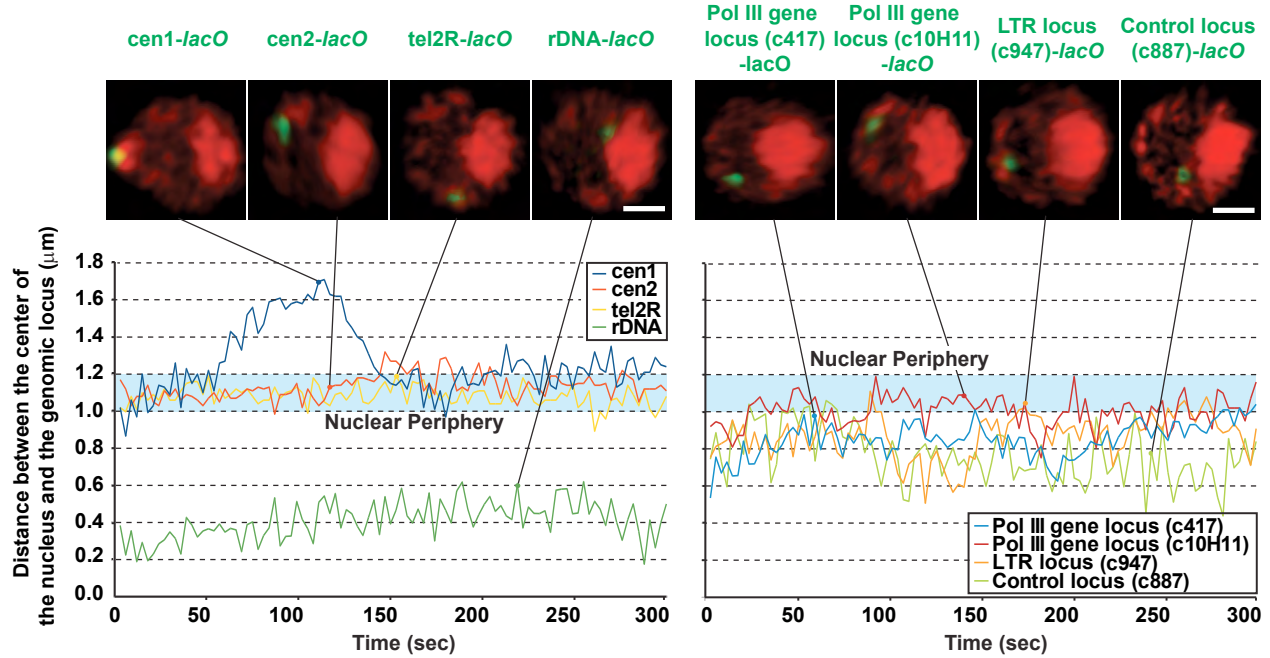 cen1-lacO
cen2-lacO
tel2R-lacO
rDNA-lacO
Pol III gene
locus (c417)
-lacO
Pol III gene
locus (c10H11)
-lacO
LTR locus
(c947)-lacO
Control locus
(c887)-lacO
Distance between the center of
the nucleus and the genomic locus (μm)
1.8
1.6
1.4
1.2
1.0
0.8
0.6
0.4
0.2
0.0
cen1
cen2
tel2R
rDNA
Nuclear Periphery
0
50
100
150
200
250
300
Time (sec)
Nuclear Periphery
Pol III gene locus (c417)
Pol III gene locus (c10H11)
LTR locus (c947)
Control locus (c887)
0
50
100
150
200
250
300
Time (sec)